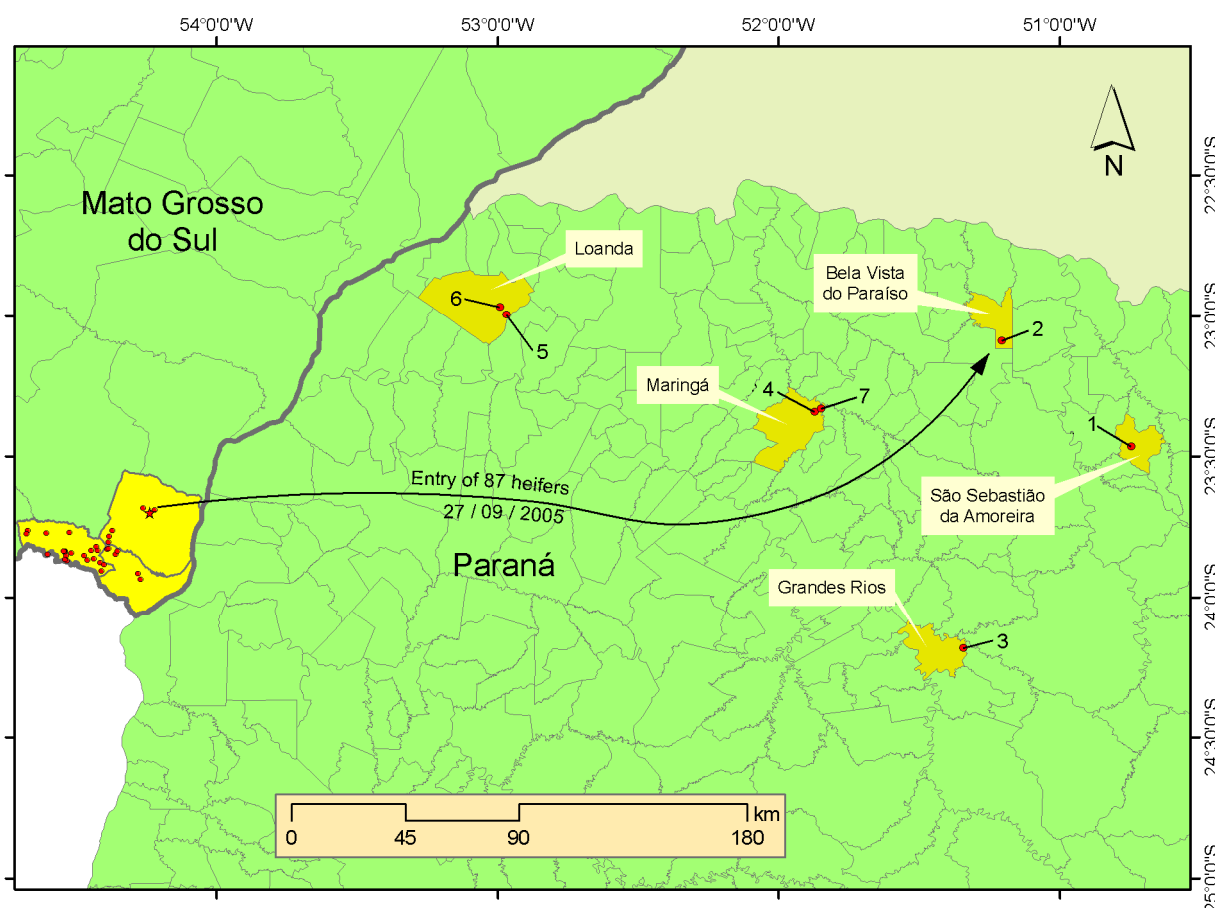 54°0'0"W
53°0'0"W
52°0'0"W
51°0'0"W
22°30'0"S
23°0'0"S
23°30'0"S
24°0'0"S
24°30'0"S
25°0'0"S
N
Mato Grosso
do Sul
Loanda
6
5
Bela Vista
do Paraíso
2
Maringá
4
7
1
São Sebastião
da Amoreira
Entry of 87 heifers
27 / 09 / 2005
Paraná
Grandes Rios
3
km
0
45
90
180